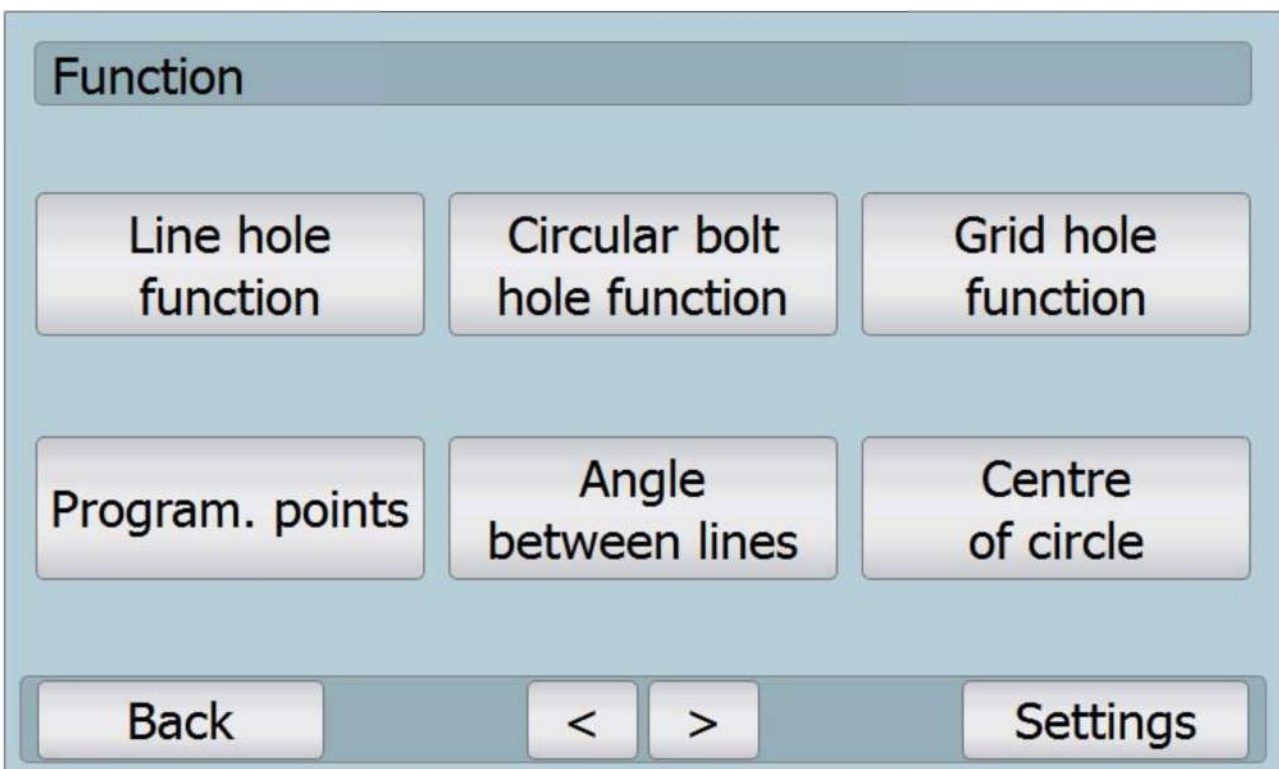 Function
Line hole
function
Circular bolt
hole function
Grid hole
function
Program. points
Angle
between lines
Centre
of circle
Back
<
>
Settings